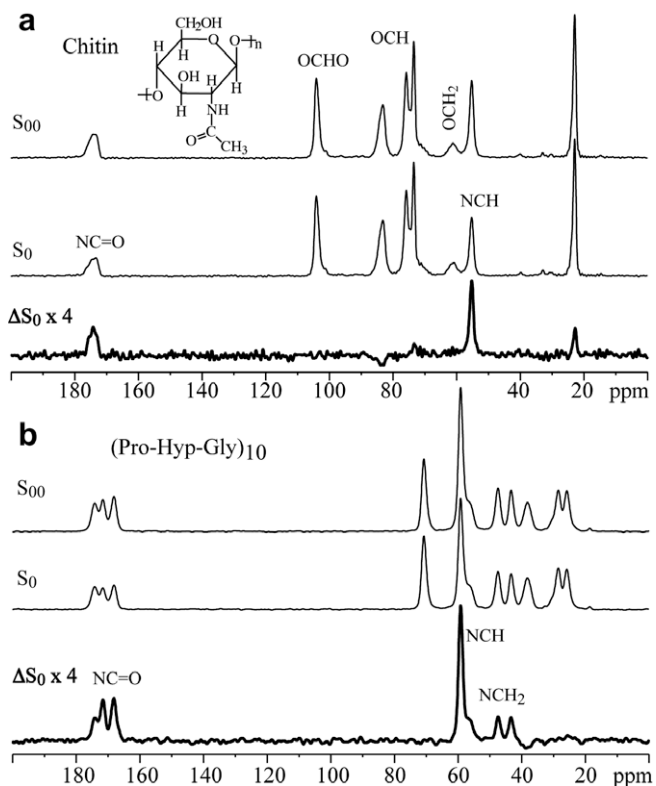 a
Chitin
CH₂OH
H
O
O
n
H
H
OH
H
H
O
H
NH
O
CH₃
OCHO
OCH
OCH₂
S₀₀
S₀
NC=O
NCH
ΔS₀ x 4
180 160 140 120 100 80 60 40 20 ppm
b
(Pro-Hyp-Gly)₁₀
S₀₀
S₀
NCH
ΔS₀ x 4
NC=O
NCH₂
180 160 140 120 100 80 60 40 20 ppm